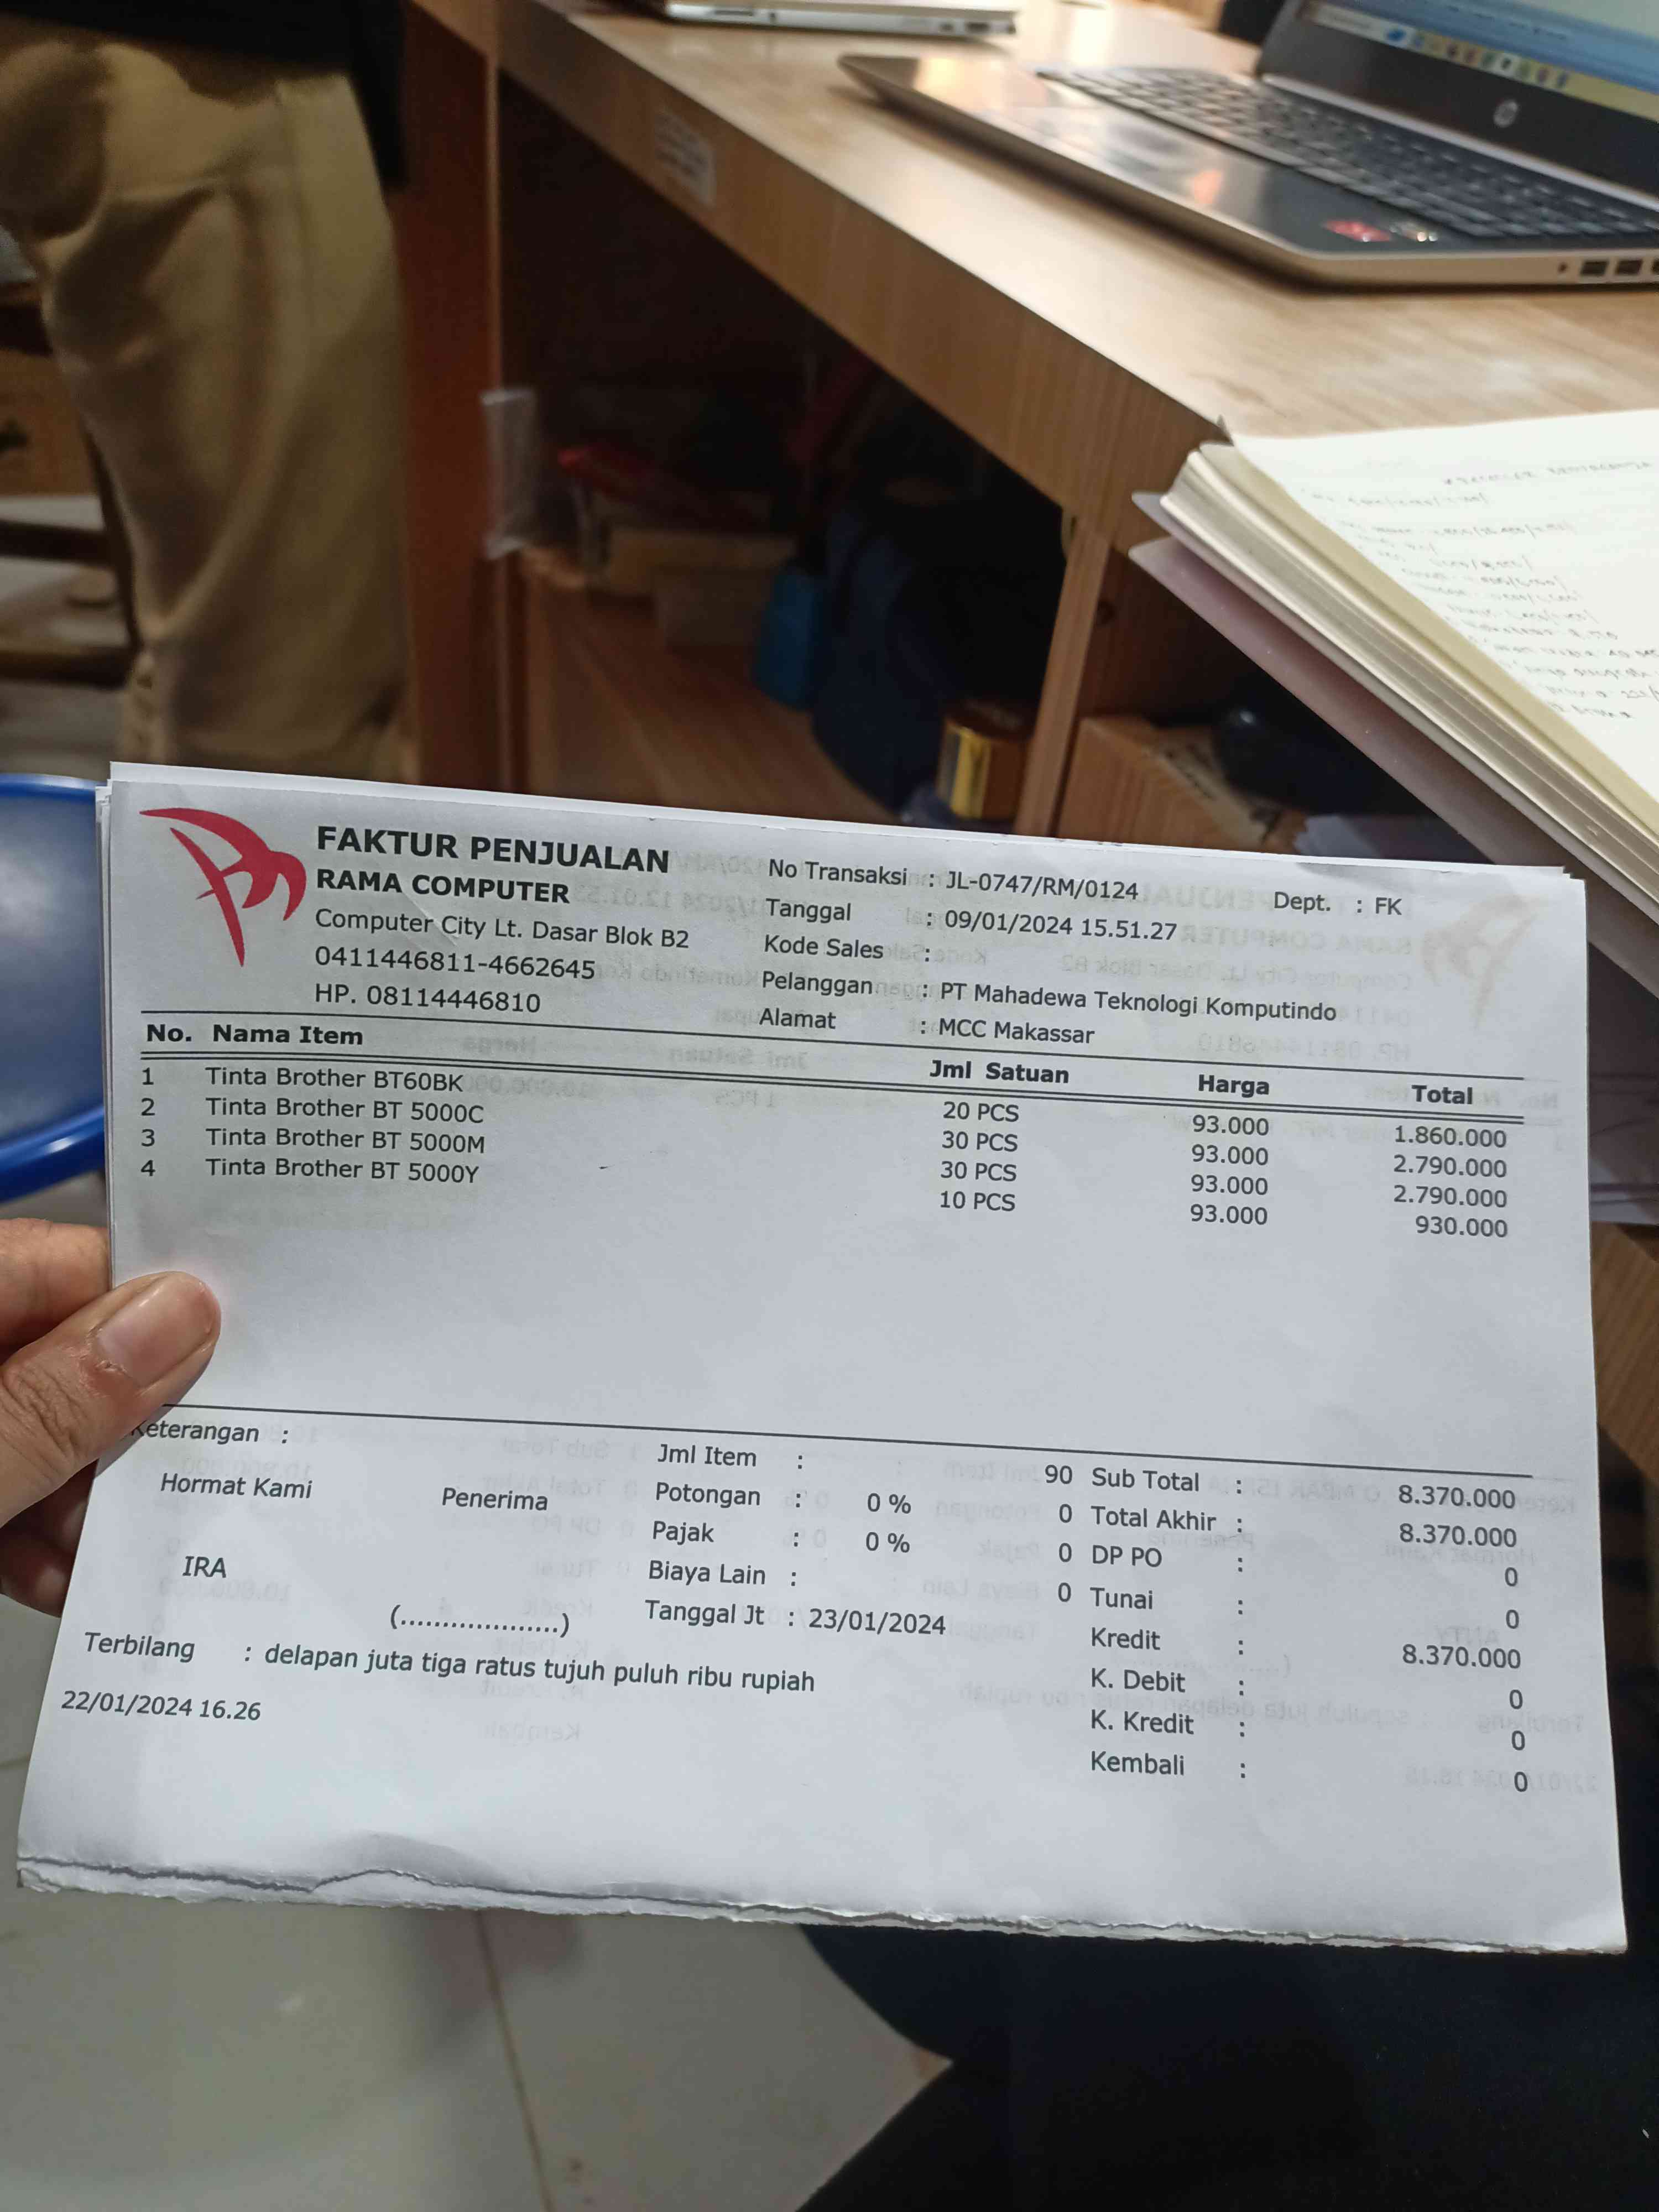 FAKTUR PENJUALAN
RAMA COMPUTER
Computer City Lt. Dasar Blok B2
0411446811-4662645
HP. 08114446810
No Transaksi : JL-0747/RM/0124
Dept. : FK
Tanggal : 09/01/2024 15.51.27
Kode Sales :
Pelanggan : PT Mahadewa Teknologi Komputindo
Alamat : MCC Makassar
No. Nama Item Jml Satuan Harga Total
1 Tinta Brother BT60BK 20 PCS 93.000 1.860.000
2 Tinta Brother BT 5000C 30 PCS 93.000 2.790.000
3 Tinta Brother BT 5000M 30 PCS 93.000 2.790.000
4 Tinta Brother BT 5000Y 10 PCS 93.000 930.000
Keterangan :
Hormat Kami Penerima
IRA
(...................)
Jml Item : 90
Potongan : 0 % 0
Pajak : 0 % 0
Biaya Lain : 0
Tanggal Jt : 23/01/2024
Sub Total : 8.370.000
Total Akhir : 8.370.000
DP PO : 0
Tunai : 0
Kredit : 8.370.000
K. Debit : 0
K. Kredit : 0
Kembali : 0
Terbilang : delapan juta tiga ratus tujuh puluh ribu rupiah
22/01/2024 16.26